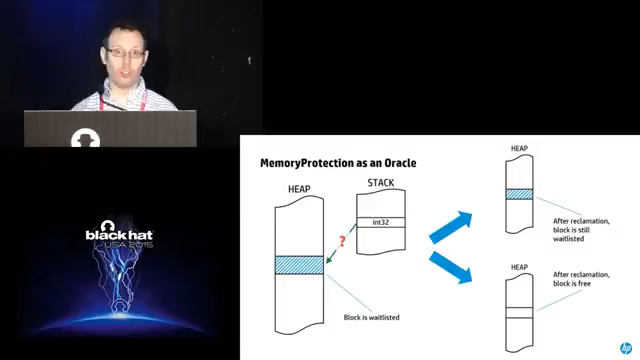 black hat
USA 2015
MemoryProtection as an Oracle
HEAP
STACK
int32
?
Block is waitlisted
HEAP
After reclamation,
block is still
waitlisted
HEAP
After reclamation,
block is free
hp